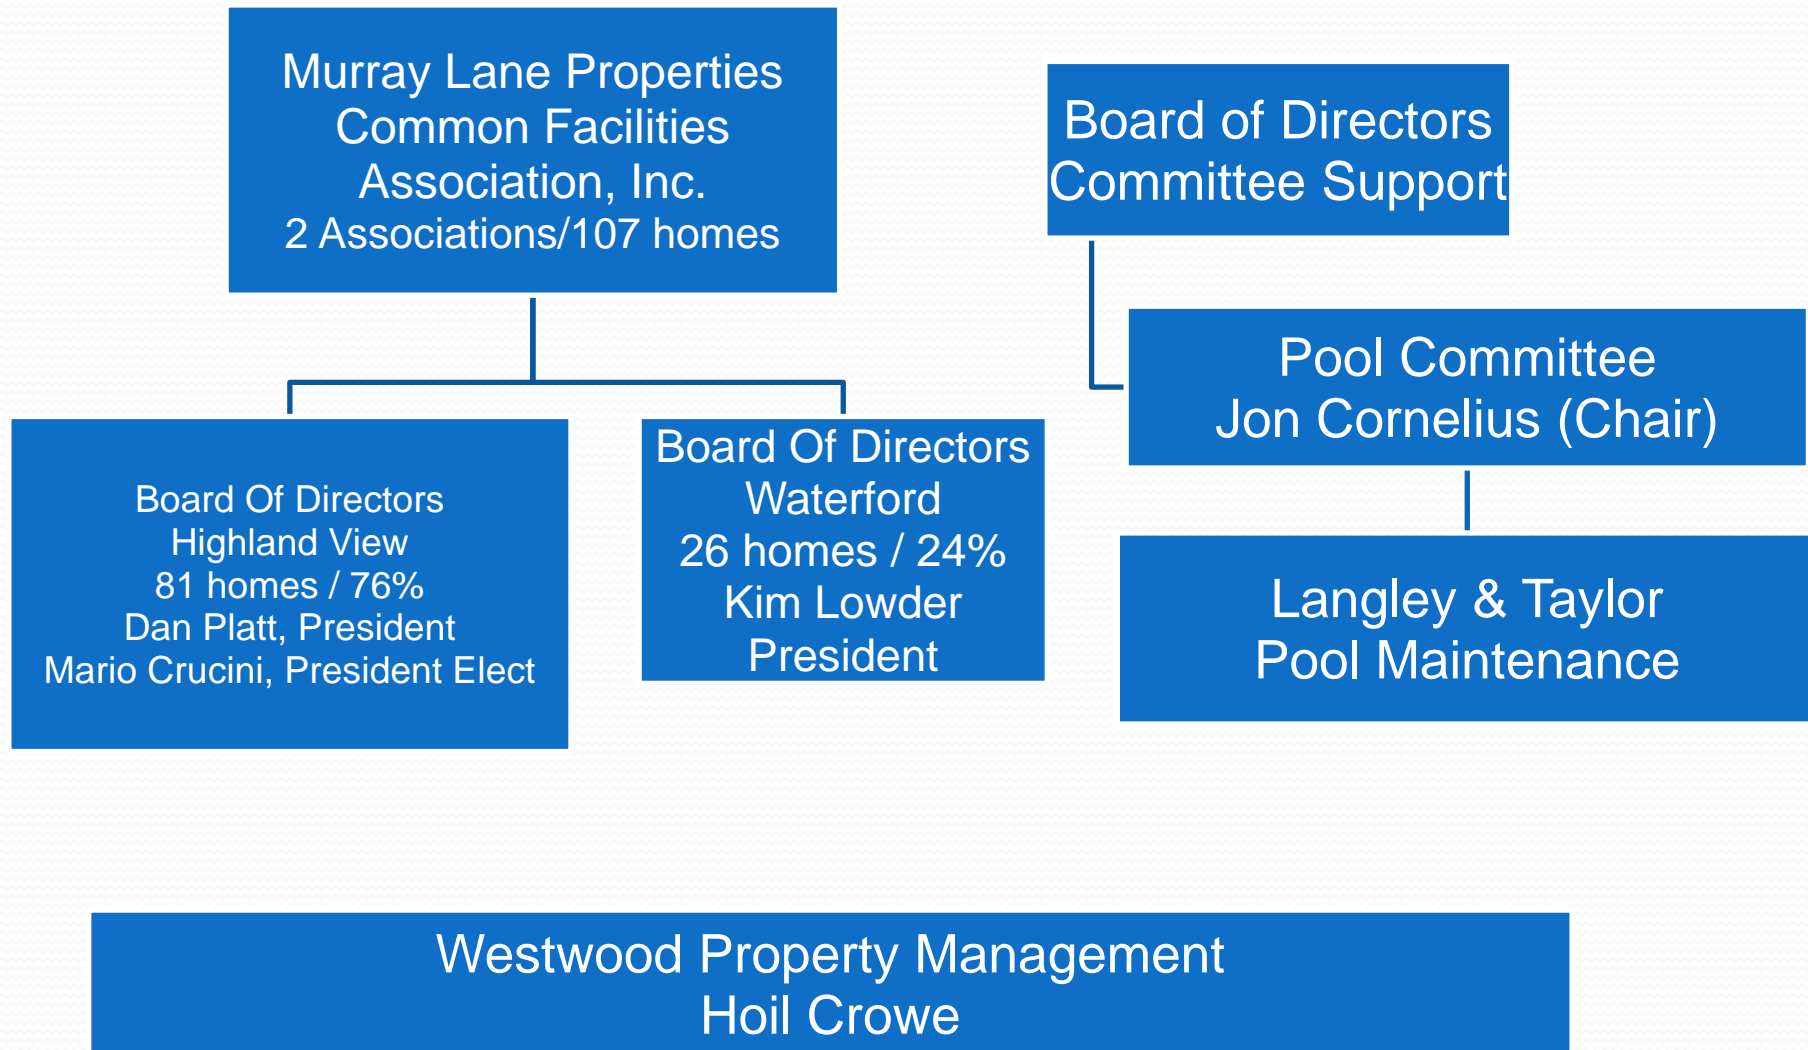 Murray Lane Properties
Common Facilities
Association, Inc.
2 Associations/107 homes
Board Of Directors
Highland View
81 homes / 76%
Dan Platt, President
Mario Crucini, President Elect
Board Of Directors
Waterford
26 homes / 24%
Kim Lowder
President
Board of Directors
Committee Support
Pool Committee
Jon Cornelius (Chair)
Langley & Taylor
Pool Maintenance
Westwood Property Management
Hoil Crowe